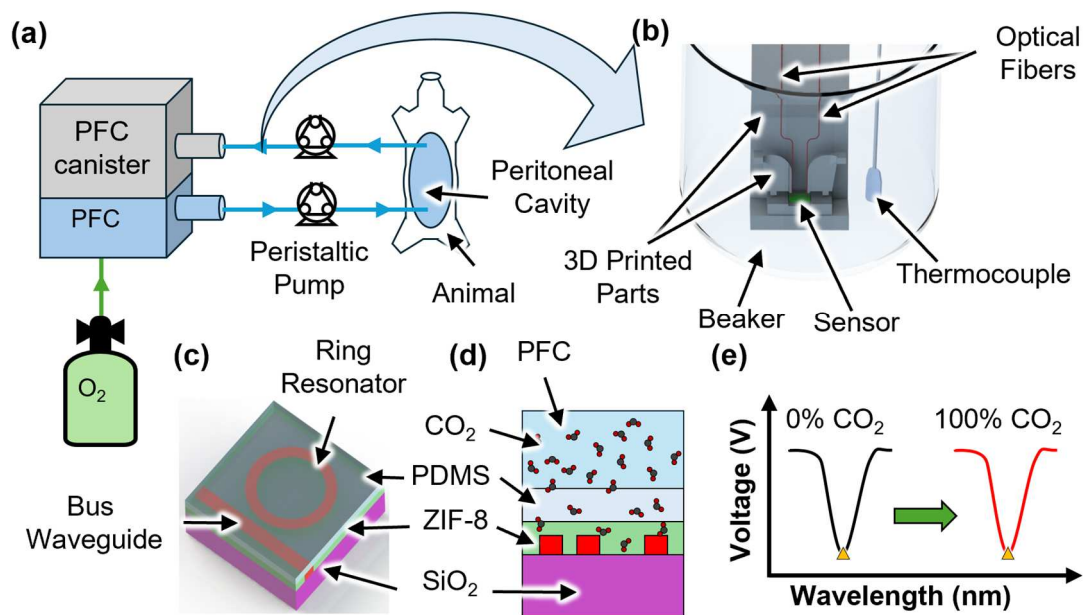 (a)
PFC
canister
PFC
O2
Peristaltic
Pump
Peritoneal
Cavity
Animal
(b)
Optical
Fibers
3D Printed
Parts
Beaker
Sensor
Thermocouple
(c)
Ring
Resonator
Bus
Waveguide
(d)
PFC
CO2
PDMS
ZIF-8
SiO2
(e)
0% CO2
100% CO2
Voltage (V)
Wavelength (nm)